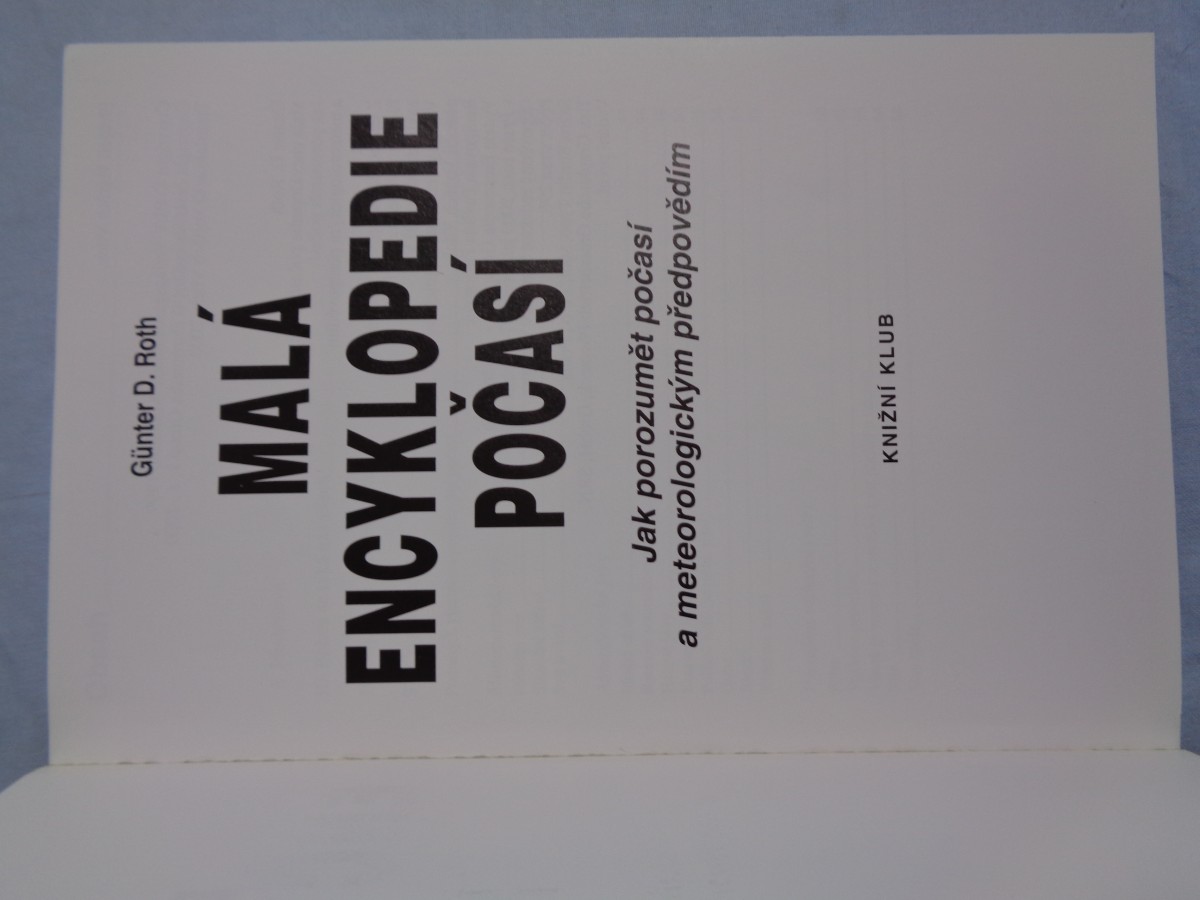 Günter D. Roth
MALÁ
ENCYKLOPEDIE
POČASÍ
Jak porozumět počasí
a meteorologickým předpovědím
KNIŽNÍ KLUB